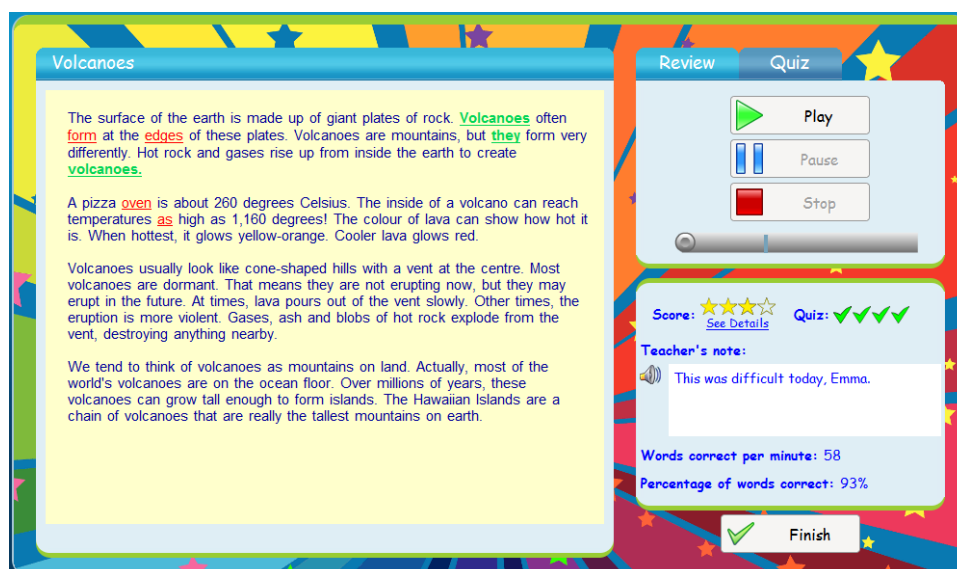 Volcanoes
The surface of the earth is made up of giant plates of rock. Volcanoes often
form at the edges of these plates. Volcanoes are mountains, but they form very
differently. Hot rock and gases rise up from inside the earth to create
volcanoes.
A pizza oven is about 260 degrees Celsius. The inside of a volcano can reach
temperatures as high as 1,160 degrees! The colour of lava can show how hot it
is. When hottest, it glows yellow-orange. Cooler lava glows red.
Volcanoes usually look like cone-shaped hills with a vent at the centre. Most
volcanoes are dormant. That means they are not erupting now, but they may
erupt in the future. At times, lava pours out of the vent slowly. Other times, the
eruption is more violent. Gases, ash and blobs of hot rock explode from the
vent, destroying anything nearby.
We tend to think of volcanoes as mountains on land. Actually, most of the
world's volcanoes are on the ocean floor. Over millions of years, these
volcanoes can grow tall enough to form islands. The Hawaiian Islands are a
chain of volcanoes that are really the tallest mountains on earth.
Review Quiz
Play
Pause
Stop
Score: Quiz:
See Details
Teacher's note:
This was difficult today, Emma.
Words correct per minute: 58
Percentage of words correct: 93%
Finish